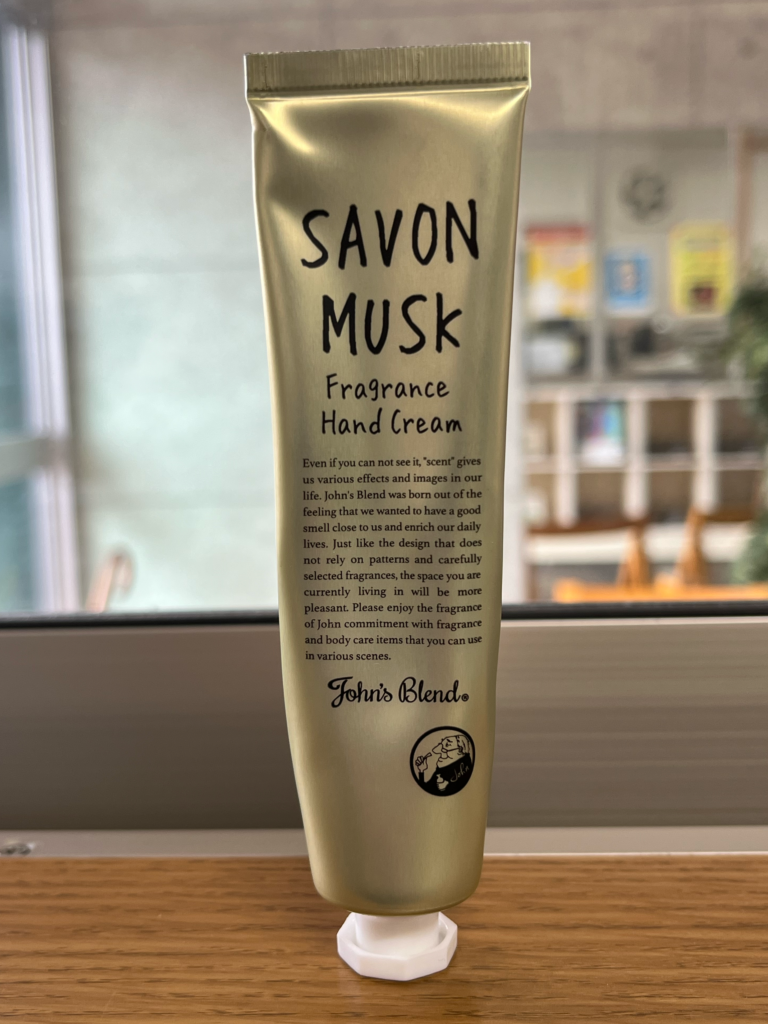 SAVON
MUSK
Fragrance
Hand Cream
Even if you can not see it, "scent" gives
us various effects and images in our
life. John's Blend was born out of the
feeling that we wanted to have a good
smell close to us and enrich our daily
lives. Just like the design that does
not rely on patterns and carefully
selected fragrances, the space you are
currently living in will be more
pleasant. Please enjoy the fragrance
of John commitment with fragrance
and body care items that you can use
in various scenes.
John's Blend®
John